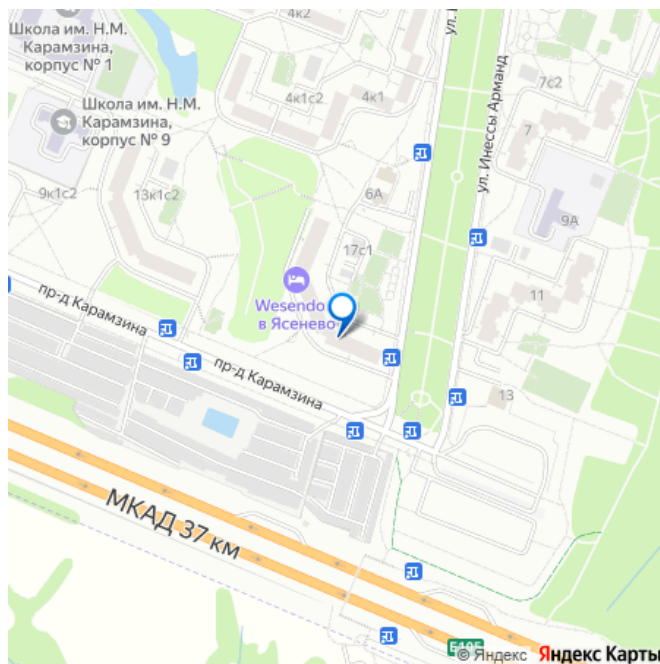 Школа им. Н.М.
Карамзина,
корпус № 1
Школа им. Н.М.
Карамзина,
корпус № 9
4к1с2
4к1
ул.
ул. Инессы Арманд
7с2
7
9А
6А
9к1с2
13к1с2
17с1
11
Wesendo
в Ясенево
пр-д Карамзина
пр-д Карамзина
13
МКАД 37 км
© Яндекс Яндекс Карты